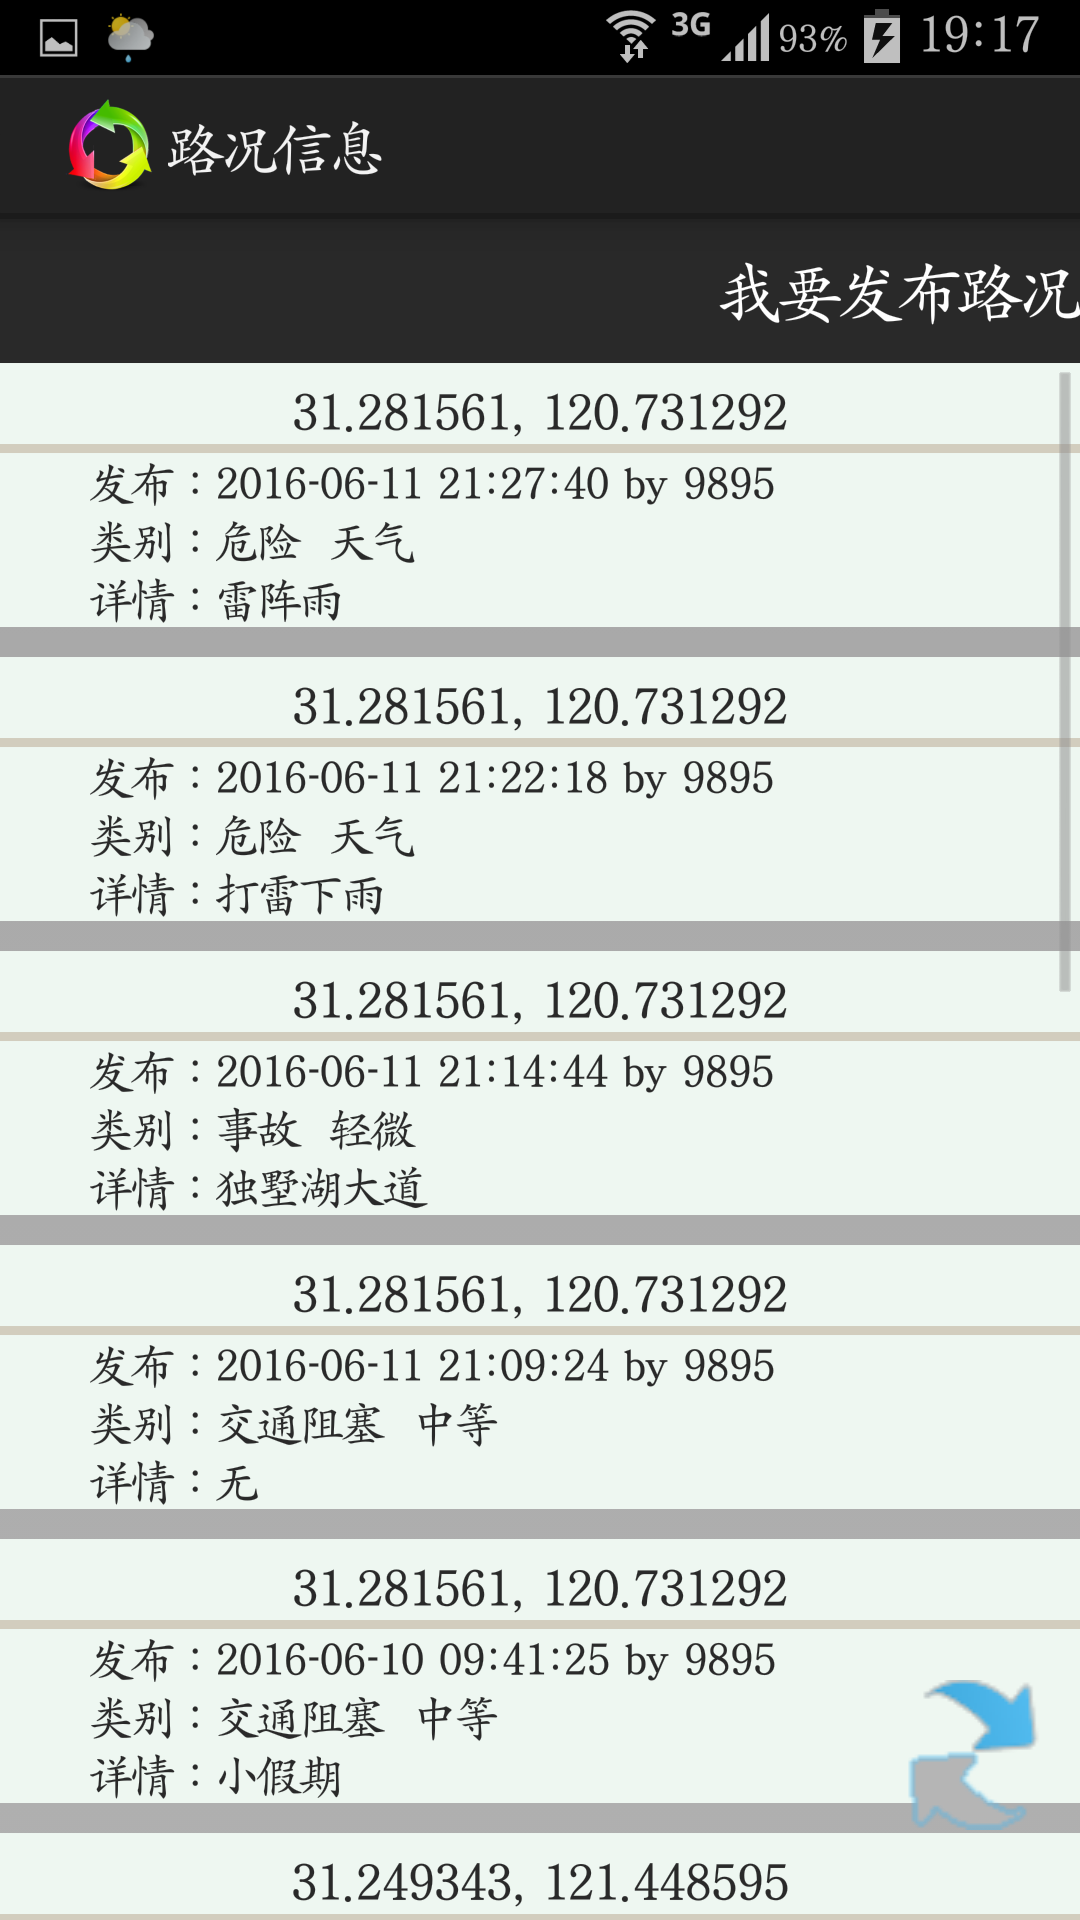 3G 93% 19:17
路况信息
我要发布路况
31.281561, 120.731292
发布：2016-06-11 21:27:40 by 9895
类别：危险 天气
详情：雷阵雨
31.281561, 120.731292
发布：2016-06-11 21:22:18 by 9895
类别：危险 天气
详情：打雷下雨
31.281561, 120.731292
发布：2016-06-11 21:14:44 by 9895
类别：事故 轻微
详情：独墅湖大道
31.281561, 120.731292
发布：2016-06-11 21:09:24 by 9895
类别：交通阻塞 中等
详情：无
31.281561, 120.731292
发布：2016-06-10 09:41:25 by 9895
类别：交通阻塞 中等
详情：小假期
31.249343, 121.448595